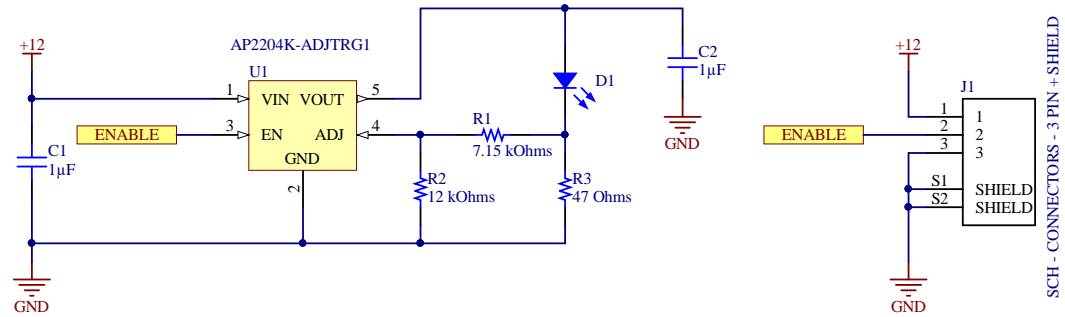 +12
AP2204K-ADJTRG1
U1
1
VIN
VOUT
5
ENABLE
3
EN
ADJ
4
GND
2
C1
1µF
R1
7.15 kOhms
R2
12 kOhms
D1
R3
47 Ohms
C2
1µF
GND
GND
+12
J1
1
1
ENABLE
2
2
3
3
S1
SHIELD
S2
SHIELD
GND
SCH - CONNECTORS - 3 PIN + SHIELD